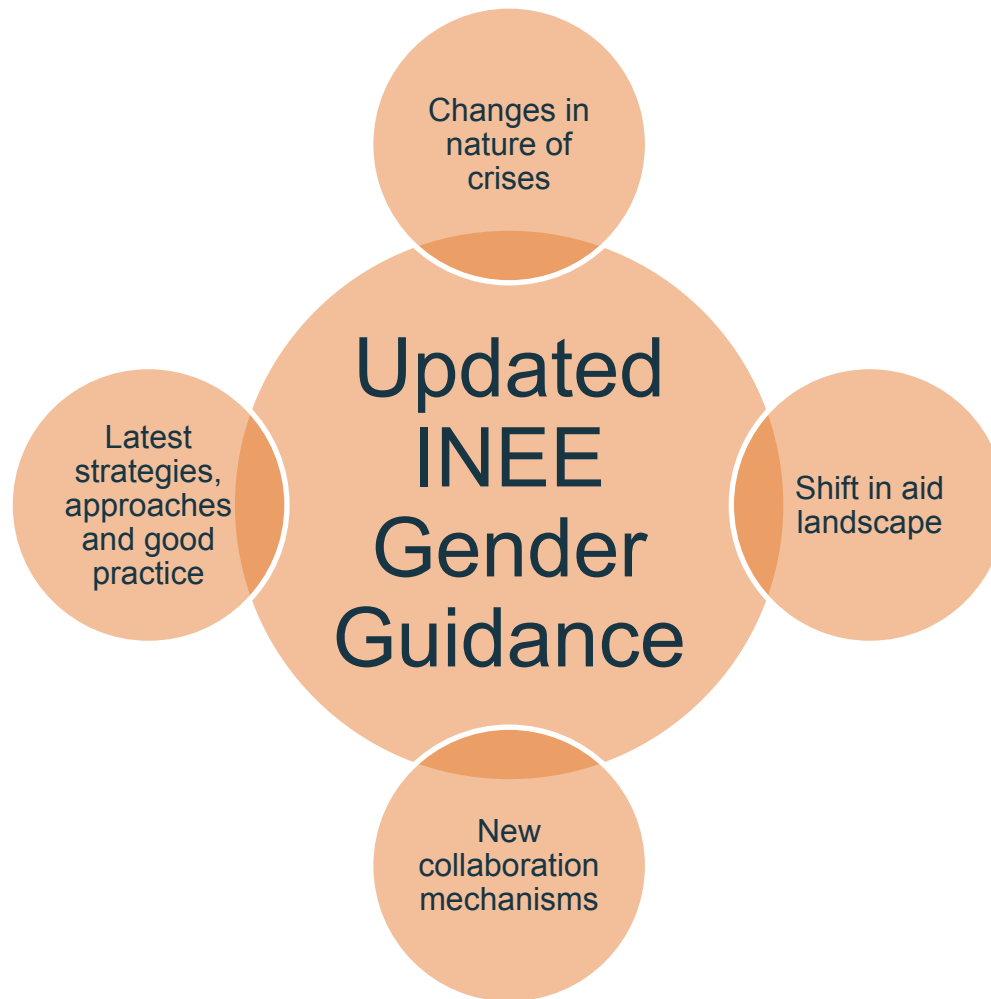 Changes in
nature of
crises
Updated
INEE
Gender
Guidance
Latest
strategies,
approaches
and good
practice
Shift in aid
landscape
New
collaboration
mechanisms